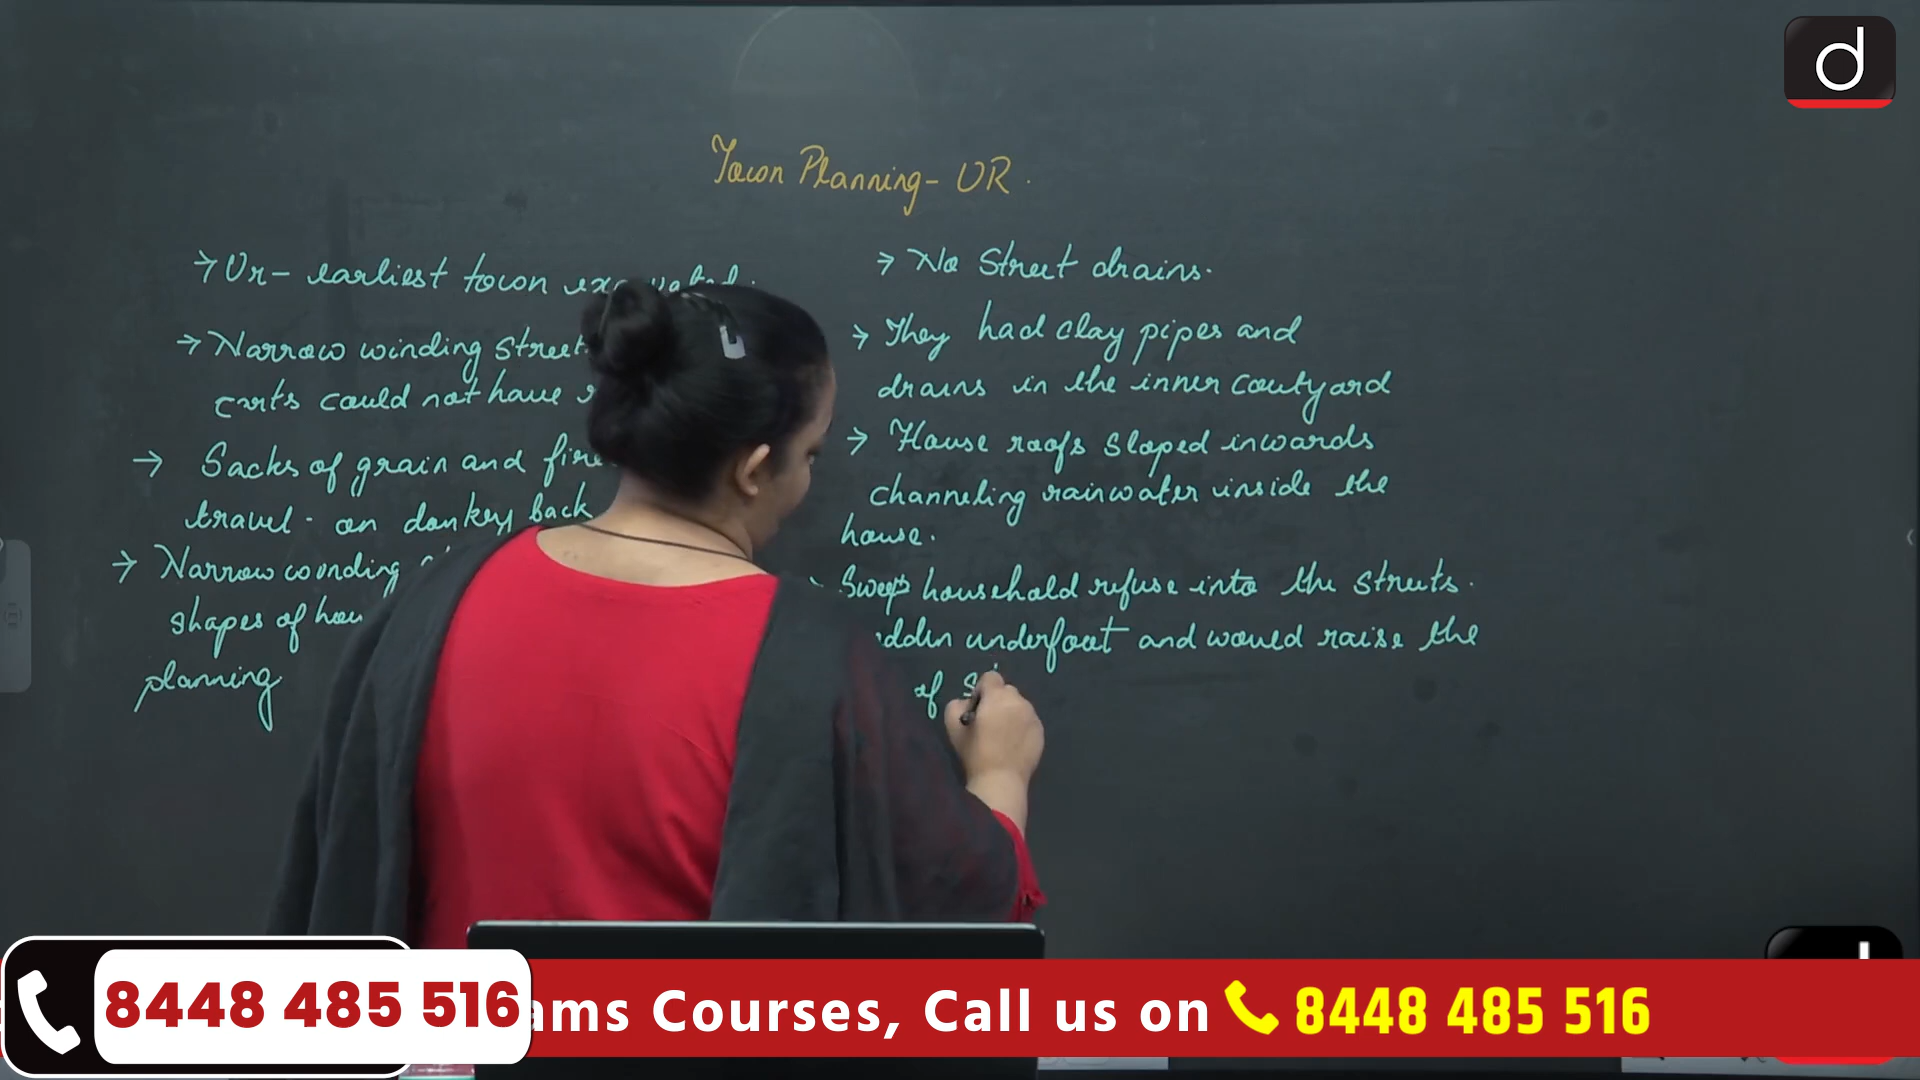 d
Town Planning - UR.
→ Ur - earliest town
→ Narrow winding
carts could not have
→ Sacks of grain and
travel - on donkey back
→ Narrow winding
shapes of
planning
→ No Street drains.
→ They had clay pipes and
drains in the inner coutyard
→ House roofs sloped inwards
channeling rainwater inside the
house.
Sweep household refuse into the streets.
underfoot and would raise the
of
8448 485 516
Courses, Call us on 8448 485 516